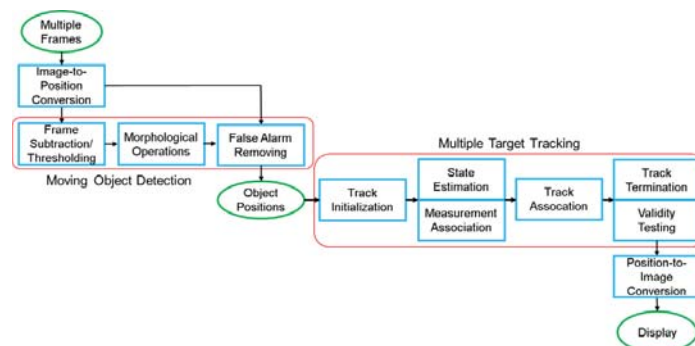 Multiple
Frames
Image-to-
Position
Conversion
Frame
Subtraction/
Thresholding
Morphological
Operations
False Alarm
Removing
Moving Object Detection
Object
Positions
Multiple Target Tracking
Track
Initialization
State
Estimation
Measurement
Association
Track
Assocation
Track
Termination
Validity
Testing
Position-to-
Image
Conversion
Display